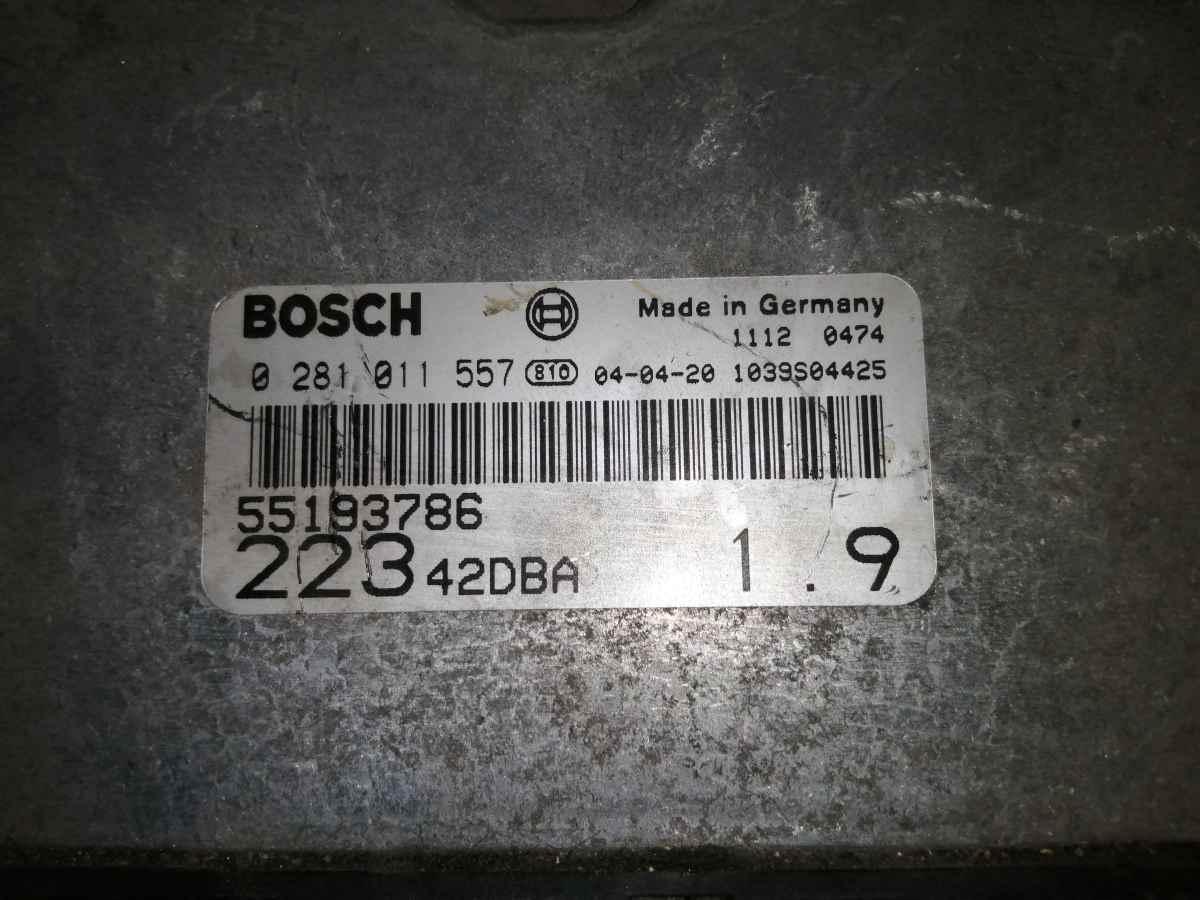 BOSCH Made in Germany
1112 0474
0 281 011 557 810 04-04-20 1039S04425
55193786
223 42DBA 1.9